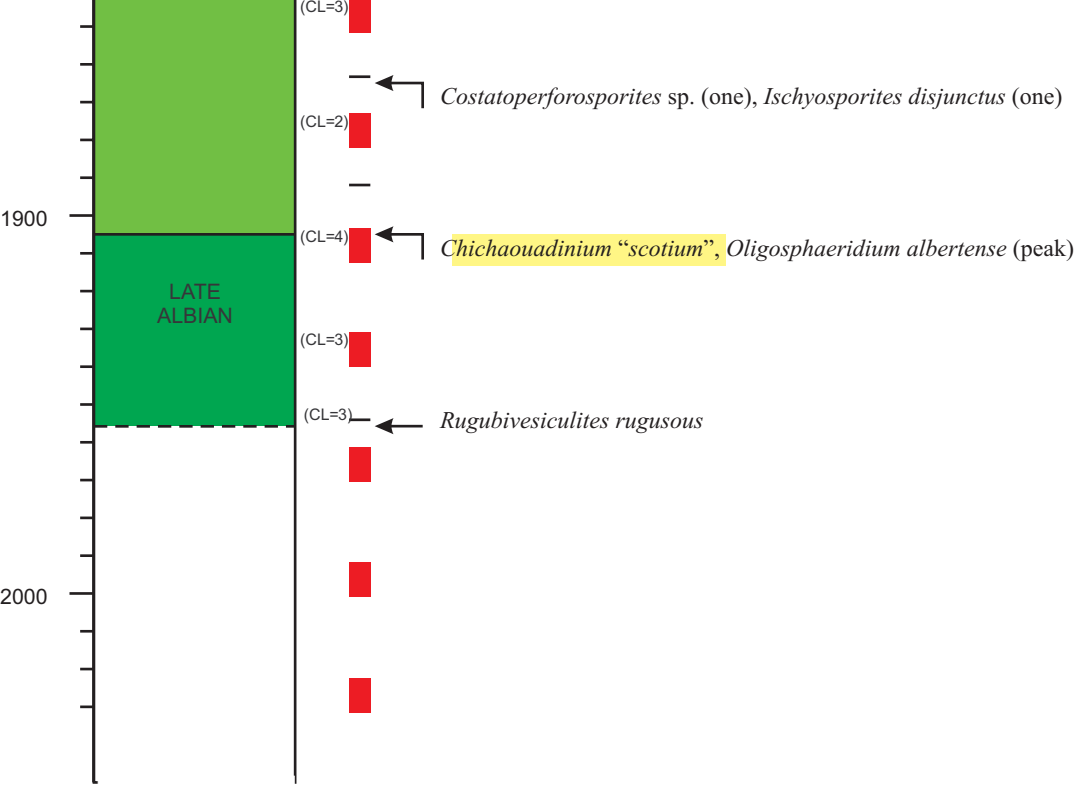 (CL=3)
Costatoperforosporites sp. (one), Ischyosporites disjunctus (one)
(CL=2)
1900
(CL=4)
Chichaouadinium “scotium”, Oligosphaeridium albertense (peak)
LATE
ALBIAN
(CL=3)
(CL=3)
Rugubivesiculites rugusous
2000